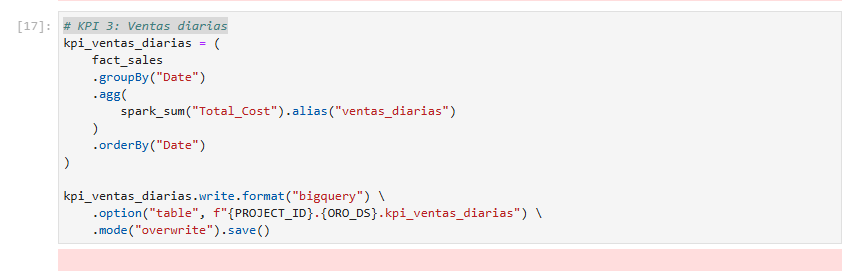 [17]: # KPI 3: Ventas diarias
kpi_ventas_diarias = (
    fact_sales
    .groupBy("Date")
    .agg(
        spark_sum("Total_Cost").alias("ventas_diarias")
    )
    .orderBy("Date")
)

kpi_ventas_diarias.write.format("bigquery") \
    .option("table", f"{PROJECT_ID}.{ORO_DS}.kpi_ventas_diarias") \
    .mode("overwrite").save()